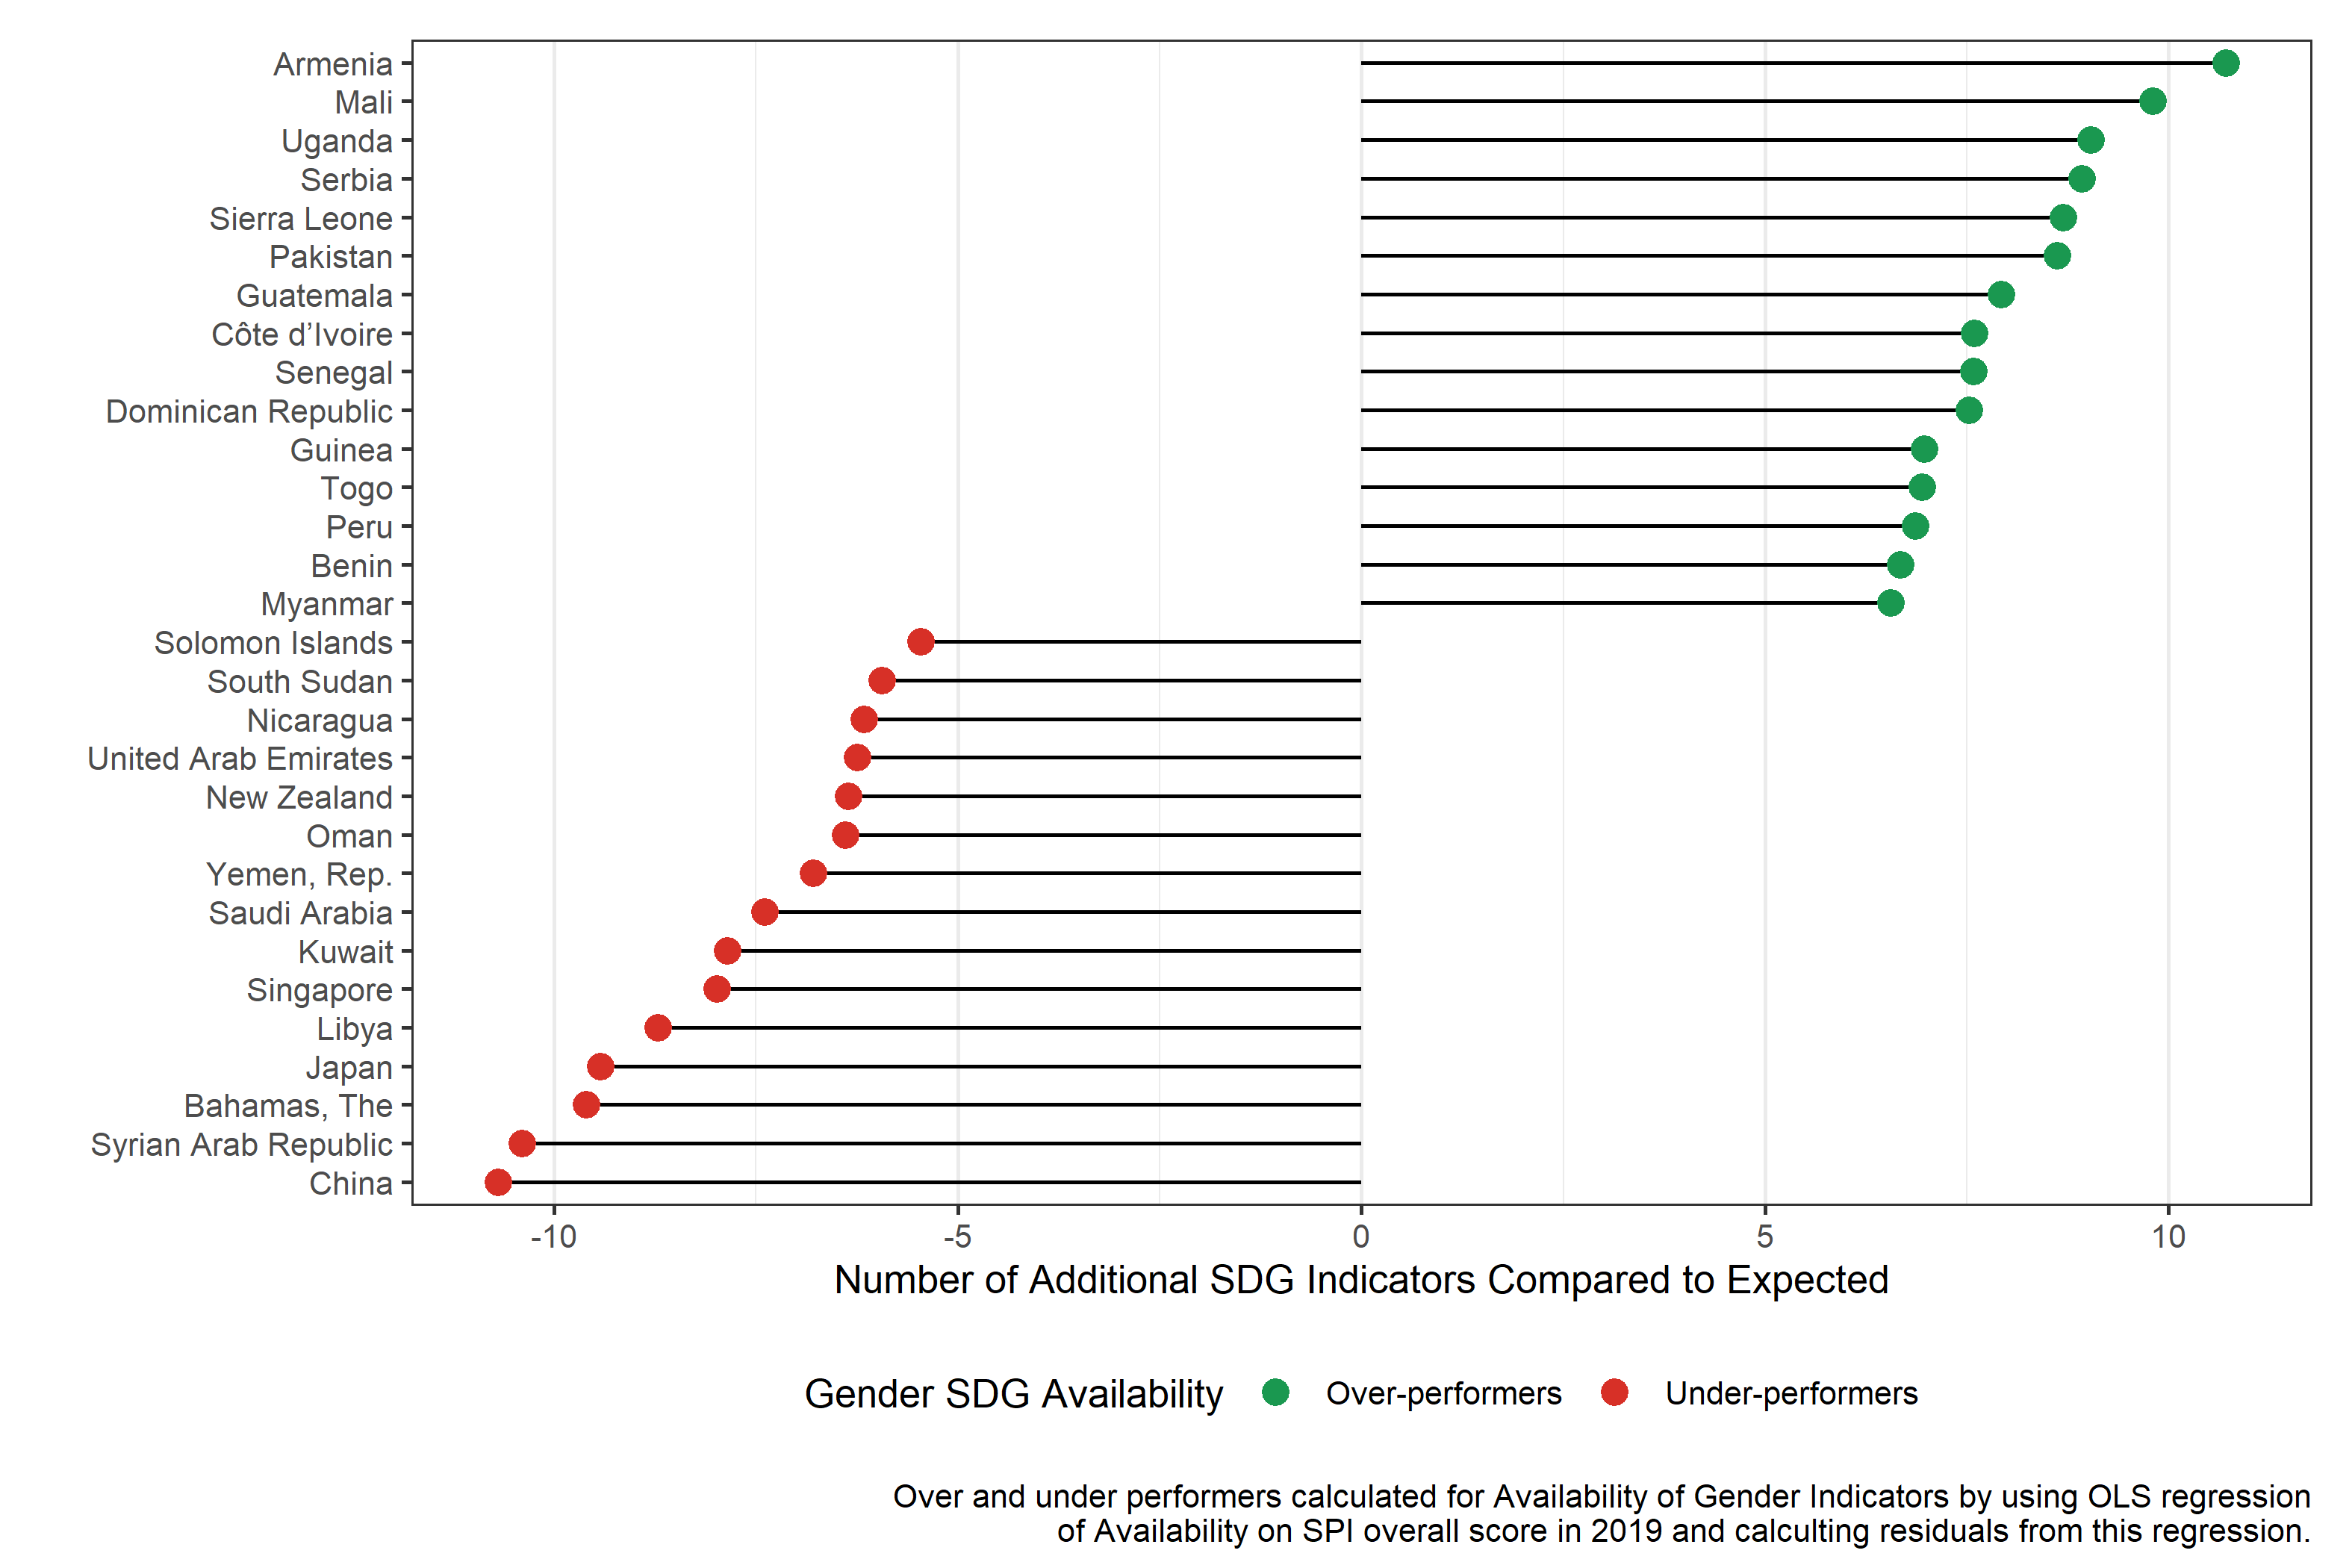 Armenia
Mali
Uganda
Serbia
Sierra Leone
Pakistan
Guatemala
Côte d’Ivoire
Senegal
Dominican Republic
Guinea
Togo
Peru
Benin
Myanmar
Solomon Islands
South Sudan
Nicaragua
United Arab Emirates
New Zealand
Oman
Yemen, Rep.
Saudi Arabia
Kuwait
Singapore
Libya
Japan
Bahamas, The
Syrian Arab Republic
China
-10 -5 0 5 10
Number of Additional SDG Indicators Compared to Expected
Gender SDG Availability Over-performers Under-performers
Over and under performers calculated for Availability of Gender Indicators by using OLS regression
of Availability on SPI overall score in 2019 and calculting residuals from this regression.